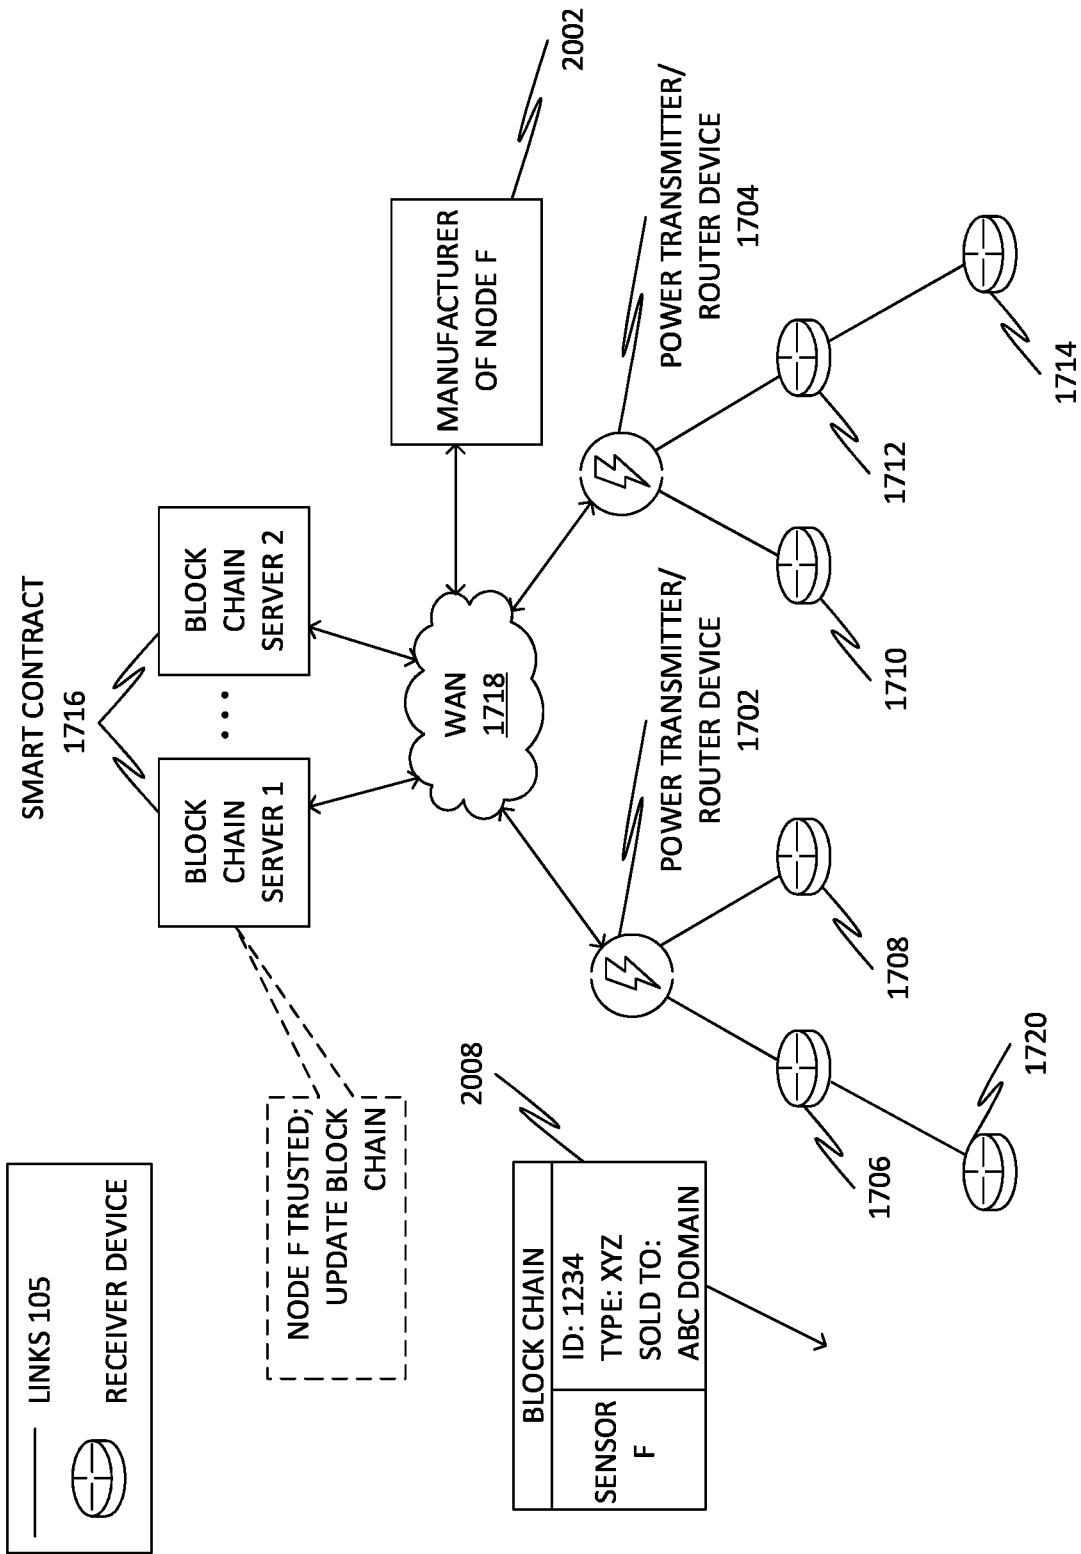 LINKS 105
RECEIVER DEVICE
SMART CONTRACT
1716
BLOCK
CHAIN
SERVER 1
...
BLOCK
CHAIN
SERVER 2
NODE F TRUSTED;
UPDATE BLOCK
CHAIN
WAN
1718
MANUFACTURER
OF NODE F
2002
2008
BLOCK CHAIN
SENSOR
F
ID: 1234
TYPE: XYZ
SOLD TO:
ABC DOMAIN
POWER TRANSMITTER/
ROUTER DEVICE
1702
POWER TRANSMITTER/
ROUTER DEVICE
1704
1706
1708
1710
1712
1720
1714